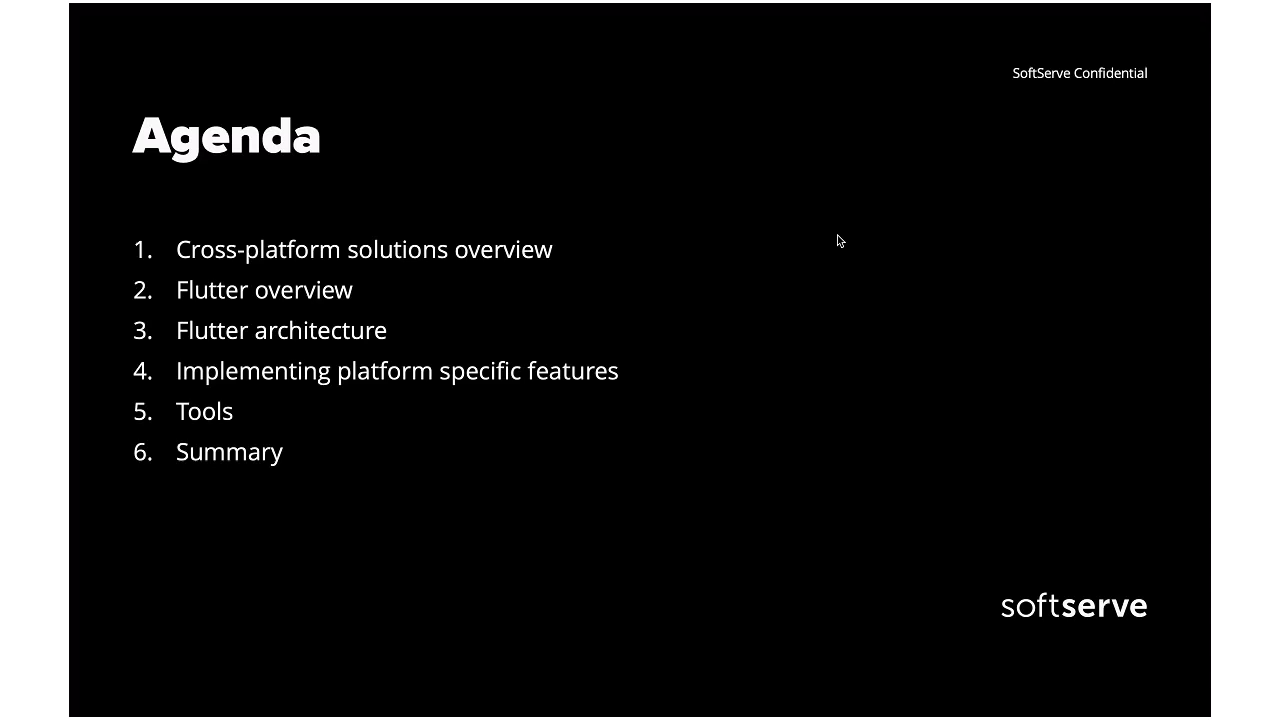 SoftServe Confidential
Agenda
1. Cross-platform solutions overview
2. Flutter overview
3. Flutter architecture
4. Implementing platform specific features
5. Tools
6. Summary
softserve